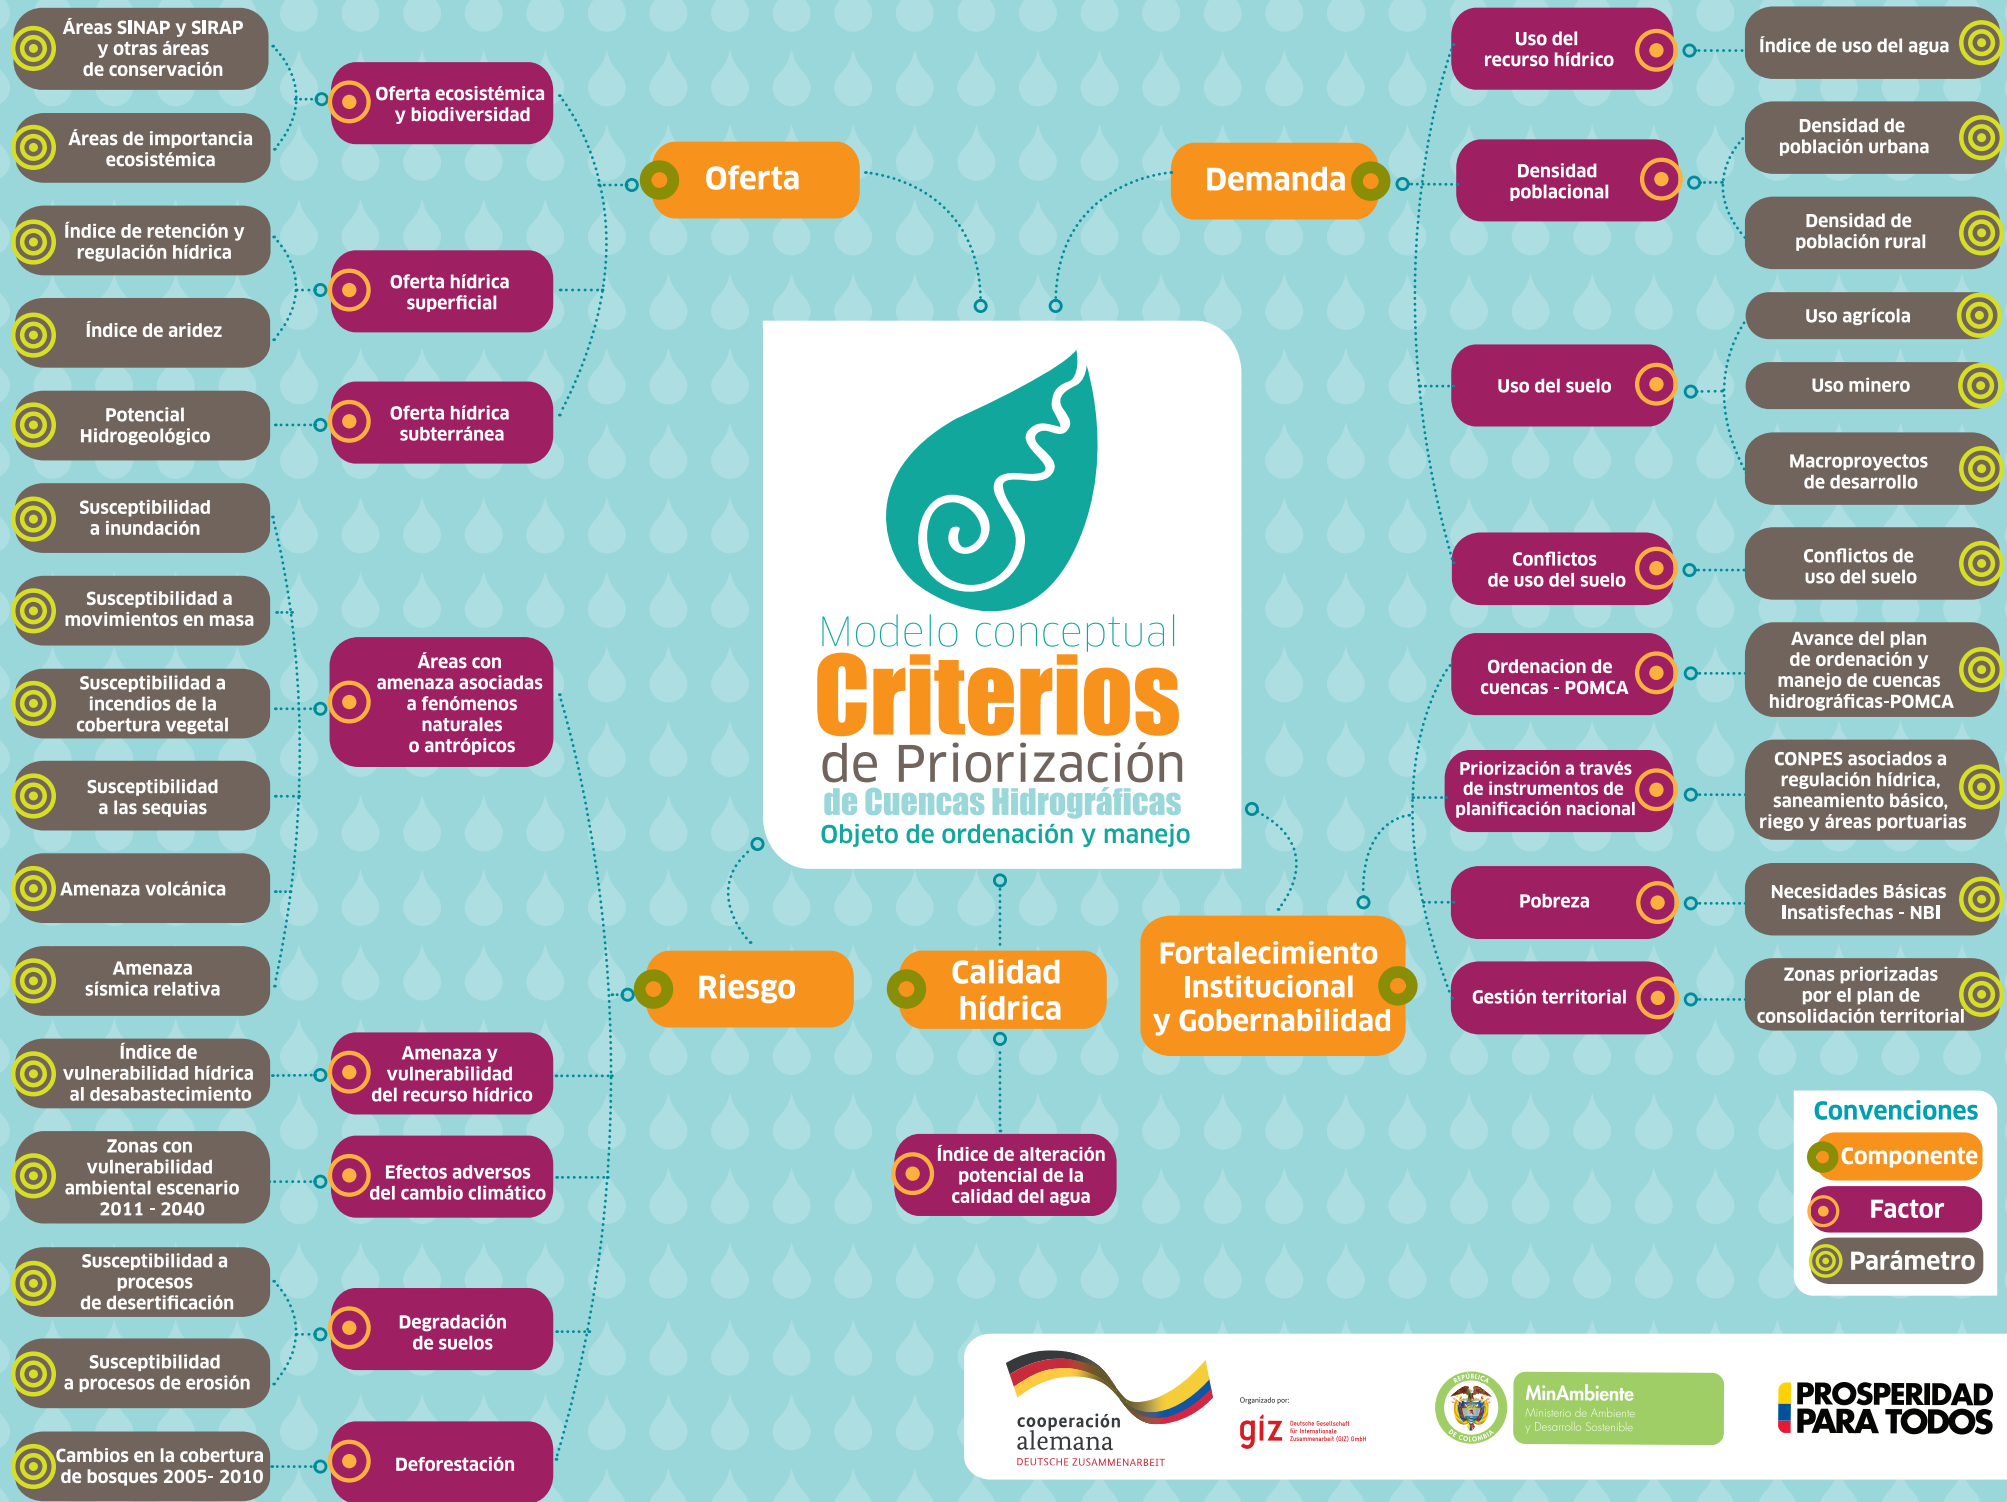 Áreas SINAP y SIRAP
y otras áreas
de conservación
Áreas de importancia
ecosistémica
Índice de retención y
regulación hídrica
Índice de aridez
Potencial
Hidrogeológico
Susceptibilidad
a inundación
Susceptibilidad a
movimientos en masa
Susceptibilidad a
incendios de la
cobertura vegetal
Susceptibilidad
a las sequias
Amenaza volcánica
Amenaza
sísmica relativa
Índice de
vulnerabilidad hídrica
al desabastecimiento
Zonas con
vulnerabilidad
ambiental escenario
2011 - 2040
Susceptibilidad a
procesos
de desertificación
Susceptibilidad
a procesos de erosión
Cambios en la cobertura
de bosques 2005- 2010
Oferta ecosistémica
y biodiversidad
Oferta hídrica
superficial
Oferta hídrica
subterránea
Áreas con
amenaza asociadas
a fenómenos
naturales
o antrópicos
Amenaza y
vulnerabilidad
del recurso hídrico
Efectos adversos
del cambio climático
Degradación
de suelos
Deforestación
Oferta
Demanda
Modelo conceptual
Criterios
de Priorización
de Cuencas Hidrográficas
Objeto de ordenación y manejo
Riesgo
Calidad
hídrica
Fortalecimiento
Institucional
y Gobernabilidad
Índice de alteración
potencial de la
calidad del agua
Uso del
recurso hídrico
Densidad
poblacional
Uso del suelo
Conflictos
de uso del suelo
Ordenacion de
cuencas - POMCA
Priorización a través
de instrumentos de
planificación nacional
Pobreza
Gestión territorial
Índice de uso del agua
Densidad de
población urbana
Densidad de
población rural
Uso agrícola
Uso minero
Macroproyectos
de desarrollo
Conflictos de
uso del suelo
Avance del plan
de ordenación y
manejo de cuencas
hidrográficas-POMCA
CONPES asociados a
regulación hídrica,
saneamiento básico,
riego y áreas portuarias
Necesidades Básicas
Insatisfechas - NBI
Zonas priorizadas
por el plan de
consolidación territorial
Convenciones
Componente
Factor
Parámetro
cooperación
alemana
DEUTSCHE ZUSAMMENARBEIT
Organizado por:
giz
Deutsche Gesellschaft
für Internationale
Zusammenarbeit (GIZ) GmbH
REPÚBLICA
DE COLOMBIA
MinAmbiente
Ministerio de Ambiente
y Desarrollo Sostenible
PROSPERIDAD
PARA TODOS